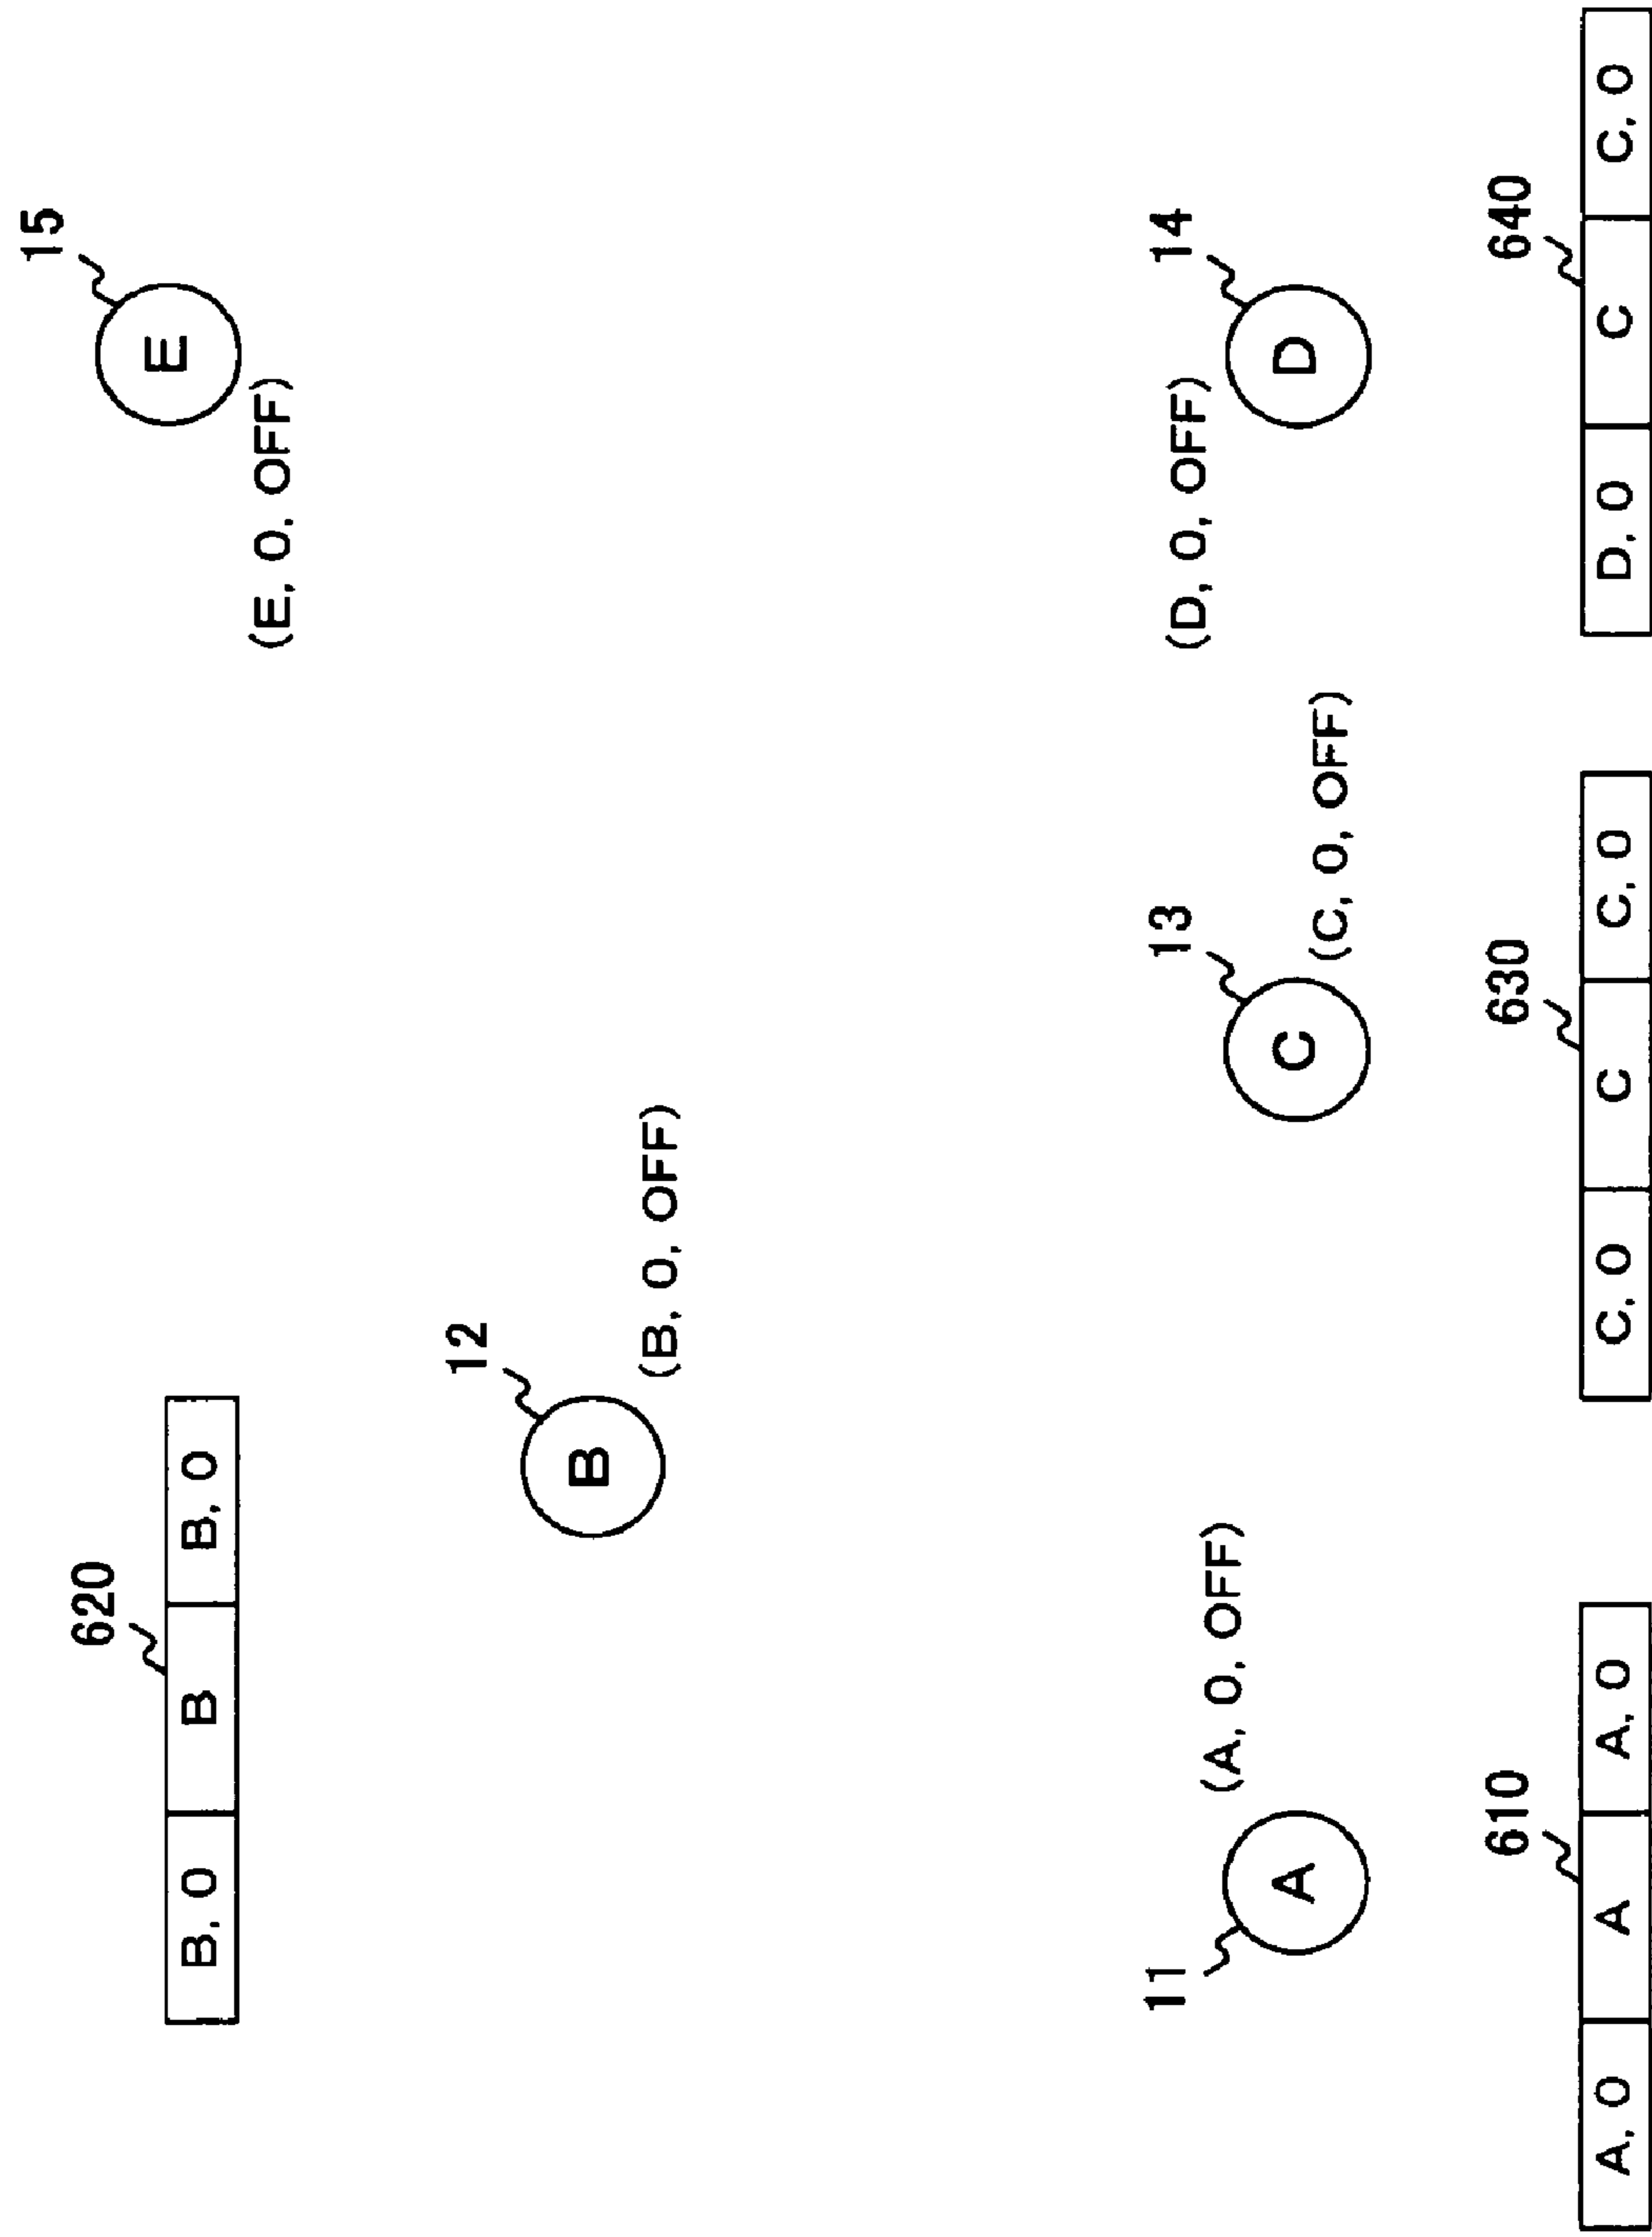 15
620
E
B, 0 B B, 0
(E, 0, OFF)
12
B
(B, 0, OFF)
11
13
14
(D, 0, OFF)
(A, 0, OFF)
A
C
D
(C, 0, OFF)
610
630
640
A, 0 A A, 0
C, 0 C C, 0
D, 0 C C, 0